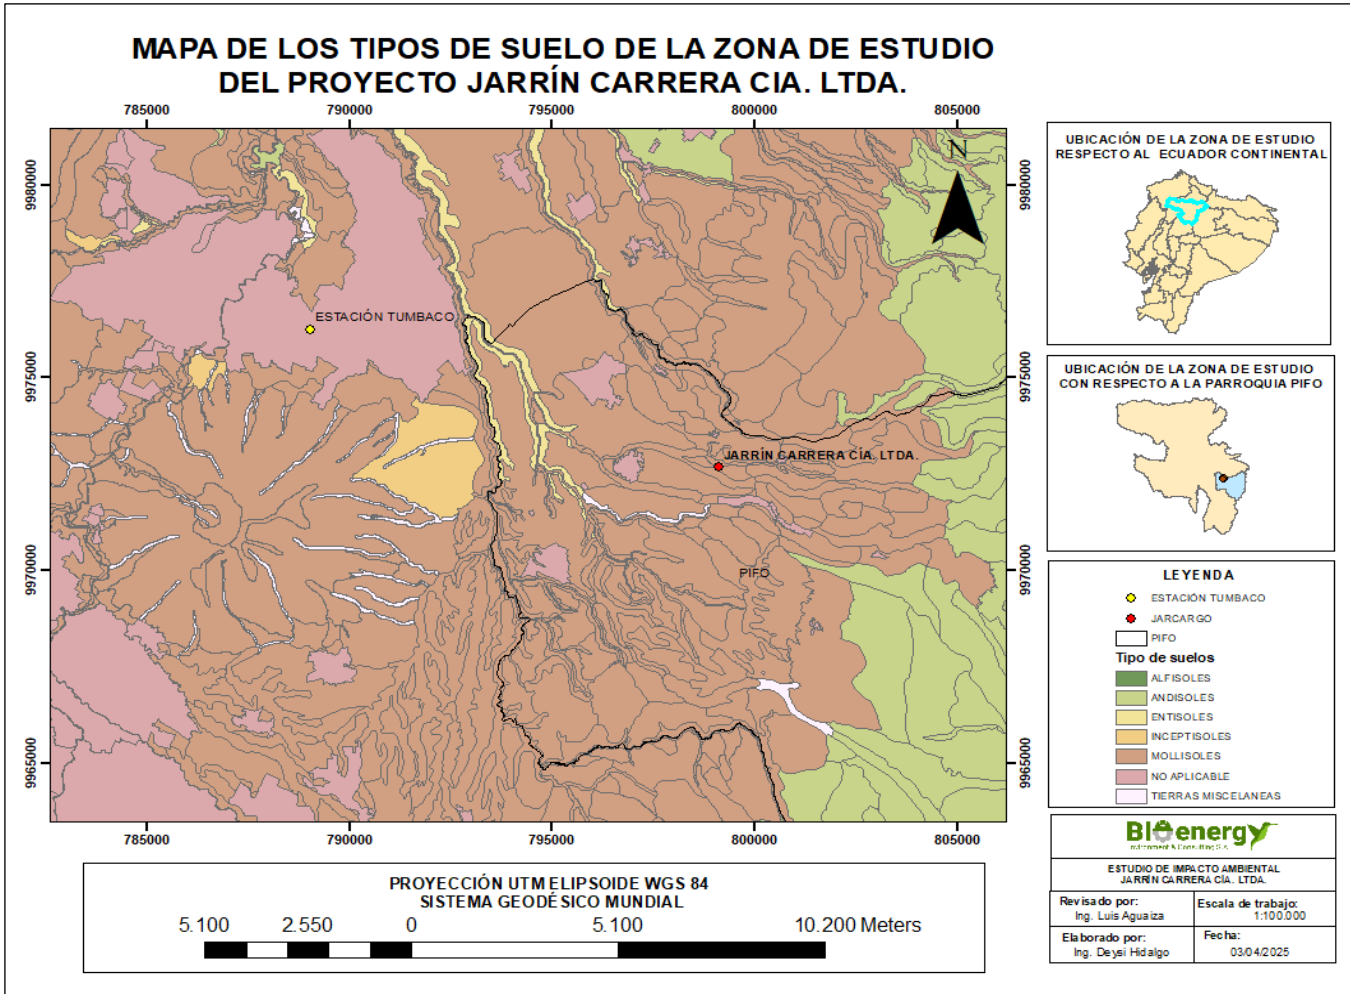 MAPA DE LOS TIPOS DE SUELO DE LA ZONA DE ESTUDIO
DEL PROYECTO JARRÍN CARRERA CIA. LTDA.
785000
790000
795000
800000
805000
9980000
9975000
9970000
9965000
N
ESTACIÓN TUMBACO
JARRÍN CARRERA CÍA. LTDA.
PIFO
9980000
9975000
9970000
9965000
785000
790000
795000
800000
805000
PROYECCIÓN UTM ELIPSOIDE WGS 84
SISTEMA GEODÉSICO MUNDIAL
5.100 2.550 0 5.100 10.200 Meters
UBICACIÓN DE LA ZONA DE ESTUDIO
RESPECTO AL ECUADOR CONTINENTAL
UBICACIÓN DE LA ZONA DE ESTUDIO
CON RESPECTO A LA PARROQUIA PIFO
LEYENDA
ESTACIÓN TUMBACO
JARCARGO
PIFO
Tipo de suelos
ALFISOLES
ANDISOLES
ENTISOLES
INCEPTISOLES
MOLLISOLES
NO APLICABLE
TIERRAS MISCELANEAS
BIoenergy
Environment & Consulting S.A.
ESTUDIO DE IMPACTO AMBIENTAL
JARRÍN CARRERA CÍA. LTDA.
Revisado por:
Ing. Luis Aguaiza
Escala de trabajo:
1:100.000
Elaborado por:
Ing. Deysi Hidalgo
Fecha:
03/04/2025